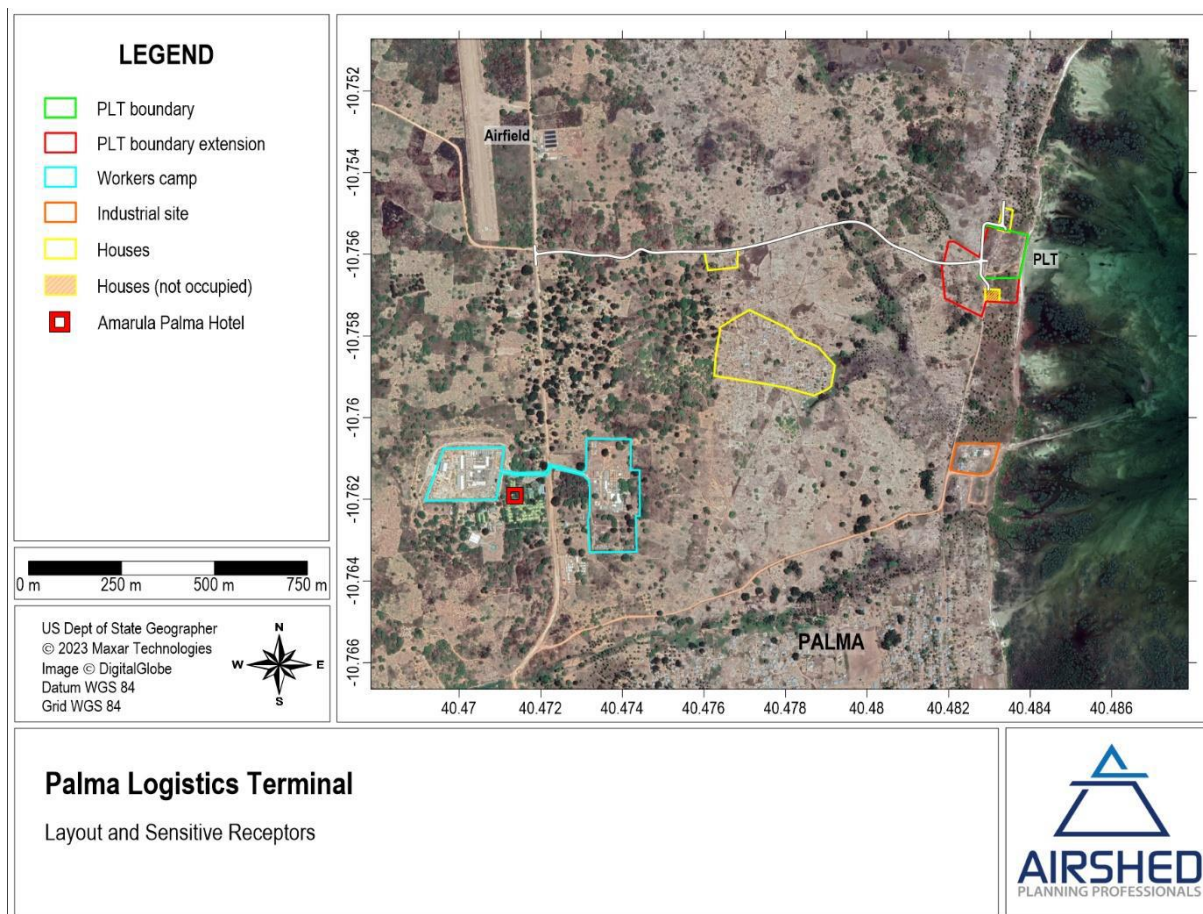 LEGEND
PLT boundary
PLT boundary extension
Workers camp
Industrial site
Houses
Houses (not occupied)
Amarula Palma Hotel
0 m 250 m 500 m 750 m
US Dept of State Geographer
© 2023 Maxar Technologies
Image © DigitalGlobe
Datum WGS 84
Grid WGS 84
N
W E
S
Airfield
PLT
PALMA
-10.752
-10.754
-10.756
-10.758
-10.76
-10.762
-10.764
-10.766
40.47 40.472 40.474 40.476 40.478 40.48 40.482 40.484 40.486
Palma Logistics Terminal
Layout and Sensitive Receptors
AIRSHED
PLANNING PROFESSIONALS